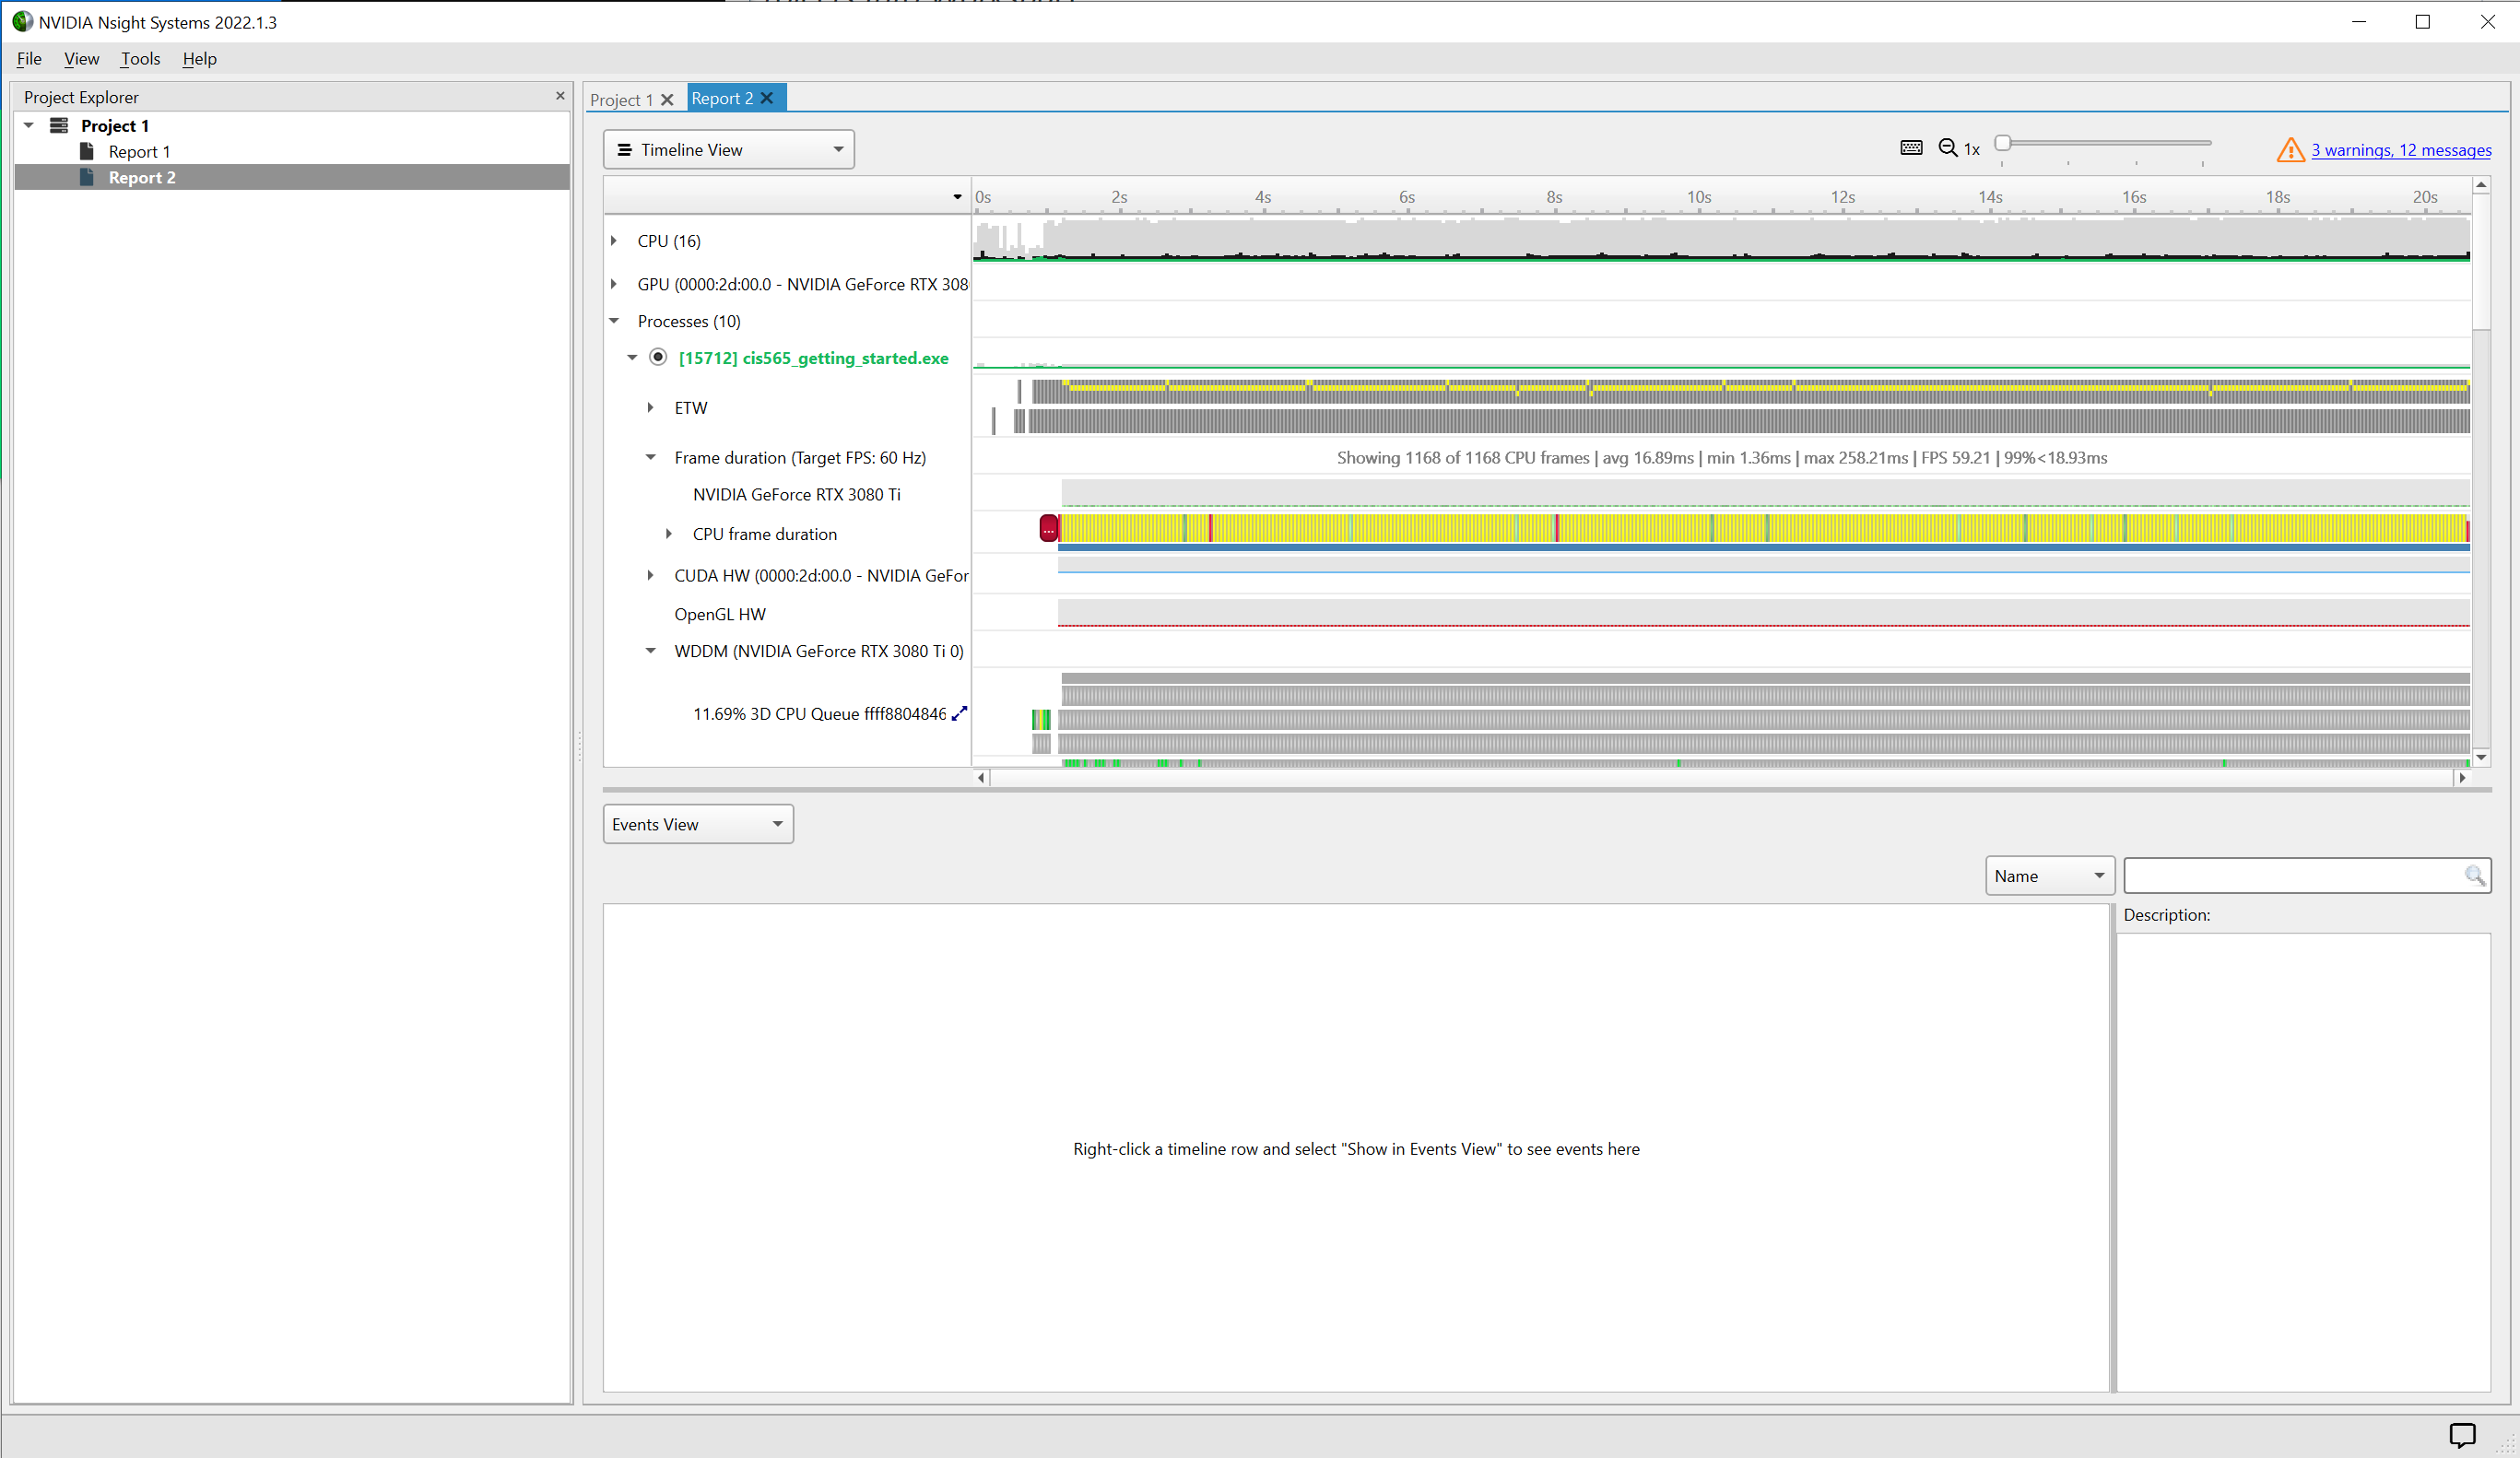 NVIDIA Nsight Systems 2022.1.3
File View Tools Help
Project Explorer
Project 1
Report 1
Report 2
Project 1
Report 2
Timeline View
1x
3 warnings, 12 messages
0s 2s 4s 6s 8s 10s 12s 14s 16s 18s 20s
CPU (16)
GPU (0000:2d:00.0 - NVIDIA GeForce RTX 308
Processes (10)
[15712] cis565_getting_started.exe
ETW
Frame duration (Target FPS: 60 Hz)
Showing 1168 of 1168 CPU frames | avg 16.89ms | min 1.36ms | max 258.21ms | FPS 59.21 | 99%<18.93ms
NVIDIA GeForce RTX 3080 Ti
CPU frame duration
...
CUDA HW (0000:2d:00.0 - NVIDIA GeFor
OpenGL HW
WDDM (NVIDIA GeForce RTX 3080 Ti 0)
11.69% 3D CPU Queue ffff8804846
Events View
Name
Description:
Right-click a timeline row and select "Show in Events View" to see events here